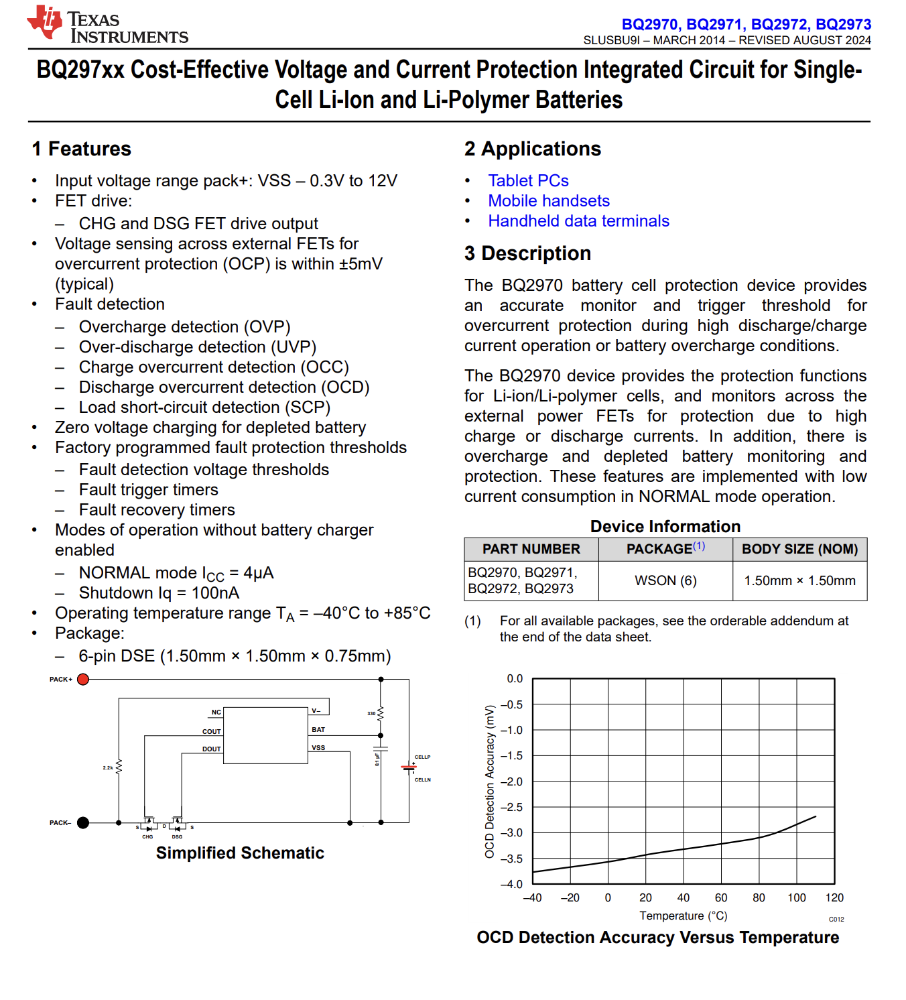 TEXAS
INSTRUMENTS
BQ2970, BQ2971, BQ2972, BQ2973
SLUSBU9I – MARCH 2014 – REVISED AUGUST 2024
BQ297xx Cost-Effective Voltage and Current Protection Integrated Circuit for Single-
Cell Li-Ion and Li-Polymer Batteries
1 Features
• Input voltage range pack+: VSS – 0.3V to 12V
• FET drive:
– CHG and DSG FET drive output
• Voltage sensing across external FETs for
overcurrent protection (OCP) is within ±5mV
(typical)
• Fault detection
– Overcharge detection (OVP)
– Over-discharge detection (UVP)
– Charge overcurrent detection (OCC)
– Discharge overcurrent detection (OCD)
– Load short-circuit detection (SCP)
• Zero voltage charging for depleted battery
• Factory programmed fault protection thresholds
– Fault detection voltage thresholds
– Fault trigger timers
– Fault recovery timers
• Modes of operation without battery charger
enabled
– NORMAL mode ICC = 4μA
– Shutdown Iq = 100nA
• Operating temperature range TA = –40°C to +85°C
• Package:
– 6-pin DSE (1.50mm × 1.50mm × 0.75mm)
2 Applications
• Tablet PCs
• Mobile handsets
• Handheld data terminals
3 Description
The BQ2970 battery cell protection device provides
an accurate monitor and trigger threshold for
overcurrent protection during high discharge/charge
current operation or battery overcharge conditions.
The BQ2970 device provides the protection functions
for Li-ion/Li-polymer cells, and monitors across the
external power FETs for protection due to high
charge or discharge currents. In addition, there is
overcharge and depleted battery monitoring and
protection. These features are implemented with low
current consumption in NORMAL mode operation.
Device Information
PART NUMBER PACKAGE(1) BODY SIZE (NOM)
BQ2970, BQ2971,
BQ2972, BQ2973
WSON (6) 1.50mm × 1.50mm
(1) For all available packages, see the orderable addendum at
the end of the data sheet.
PACK+
NC
V–
330
COUT
BAT
DOUT
VSS
2.2k
0.1 μF
CELLP
+
-
CELLN
PACK–
S
D
S
CHG
DSG
Simplified Schematic
0.0
–0.5
–1.0
–1.5
–2.0
–2.5
–3.0
–3.5
–4.0
OCD Detection Accuracy (mV)
–40 –20 0 20 40 60 80 100 120
Temperature (°C)
C012
OCD Detection Accuracy Versus Temperature